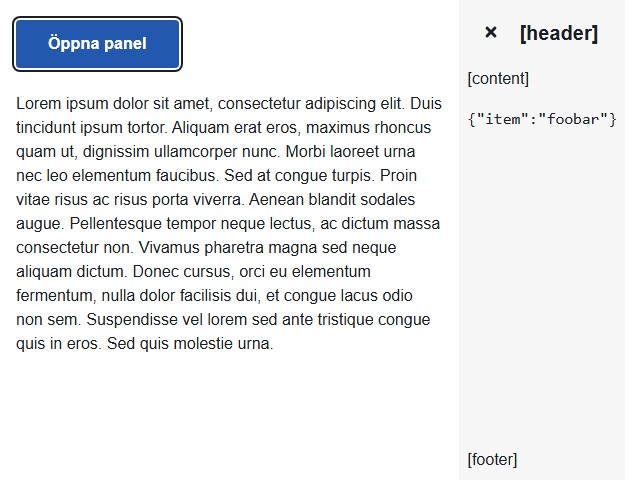 Öppna panel
Lorem ipsum dolor sit amet, consectetur adipiscing elit. Duis
tincidunt ipsum tortor. Aliquam erat eros, maximus rhoncus
quam ut, dignissim ullamcorper nunc. Morbi laoreet urna
nec leo elementum faucibus. Sed at congue turpis. Proin
vitae risus ac risus porta viverra. Aenean blandit sodales
augue. Pellentesque tempor neque lectus, ac dictum massa
consectetur non. Vivamus pharetra magna sed neque
aliquam dictum. Donec cursus, orci eu elementum
fermentum, nulla dolor facilisis dui, et congue lacus odio
non sem. Suspendisse vel lorem sed ante tristique congue
quis in eros. Sed quis molestie urna.
[header]
[content]
{"item":"foobar"}
[footer]